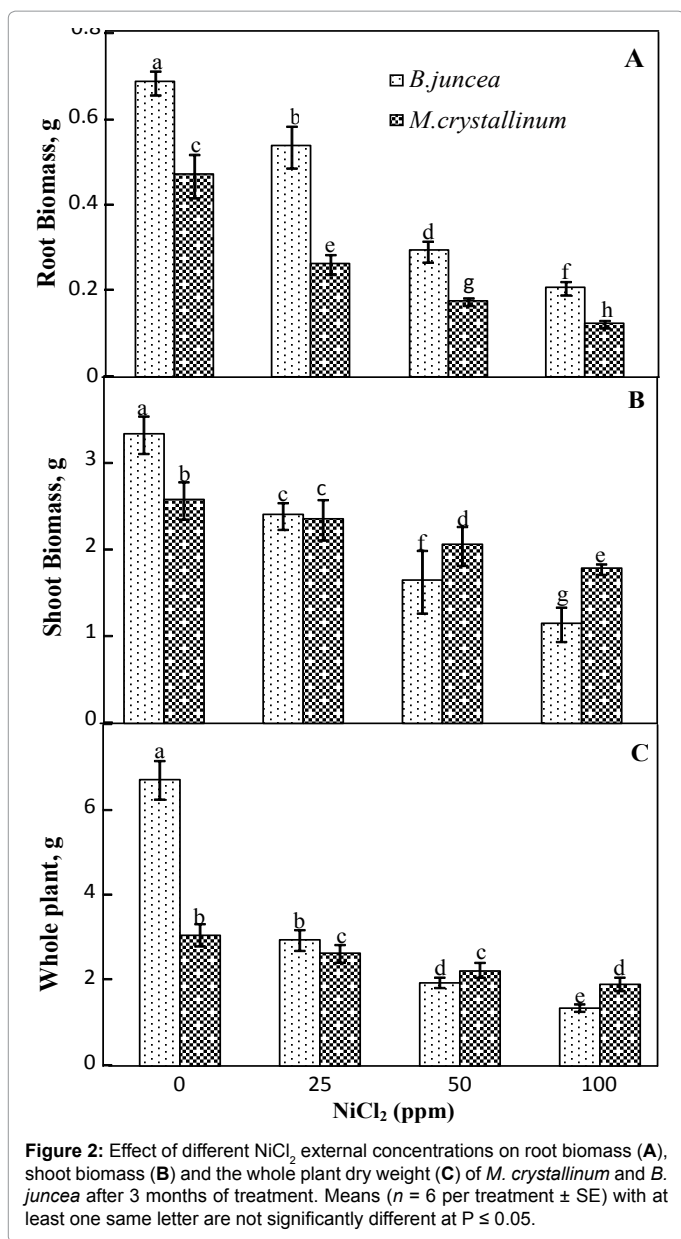 0.8
a
A
B.juncea
0.6
b
M.crystallinum
c
Root Biomass, g
0.4
d
e
f
0.2
g
h
0
B
a
3
b
c c
d
Shoot Biomass, g
2
f
e
g
1
0
C
a
6
Whole plant, g
4
b
b
c
c
d
d
2
e
0
0 25 50 100
NiCl₂ (ppm)
Figure 2: Effect of different NiCl₂ external concentrations on root biomass (A),
shoot biomass (B) and the whole plant dry weight (C) of M. crystallinum and B.
juncea after 3 months of treatment. Means (n = 6 per treatment ± SE) with at
least one same letter are not significantly different at P ≤ 0.05.